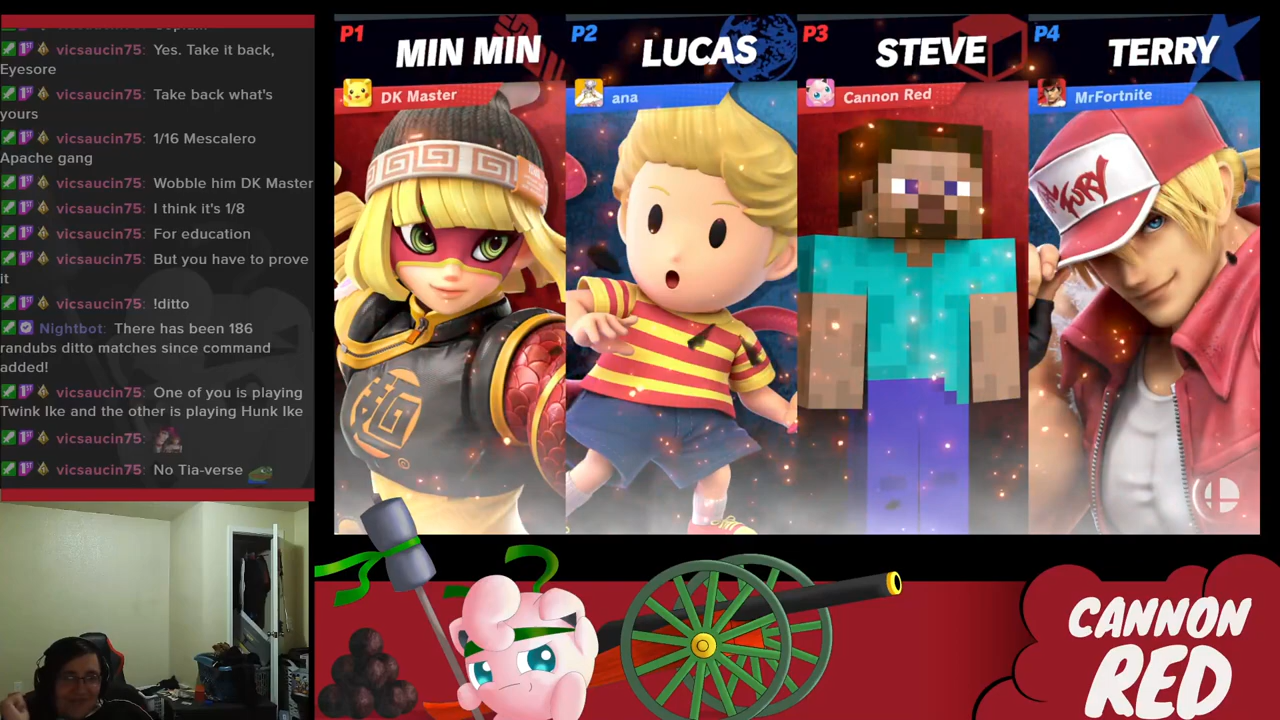 vicsaucin75: Yes. Take it back,
Eyesore
vicsaucin75: Take back what's
yours
vicsaucin75: 1/16 Mescalero
Apache gang
vicsaucin75: Wobble him DK Master
vicsaucin75: I think it's 1/8
vicsaucin75: For education
vicsaucin75: But you have to prove
it
vicsaucin75: !ditto
Nightbot: There has been 186
randubs ditto matches since command
added!
vicsaucin75: One of you is playing
Twink Ike and the other is playing Hunk Ike
vicsaucin75:
vicsaucin75: No Tia-verse
P1 MIN MIN
DK Master
P2 LUCAS
ana
P3 STEVE
Cannon Red
P4 TERRY
MrFortnite
FURY
CANNON
RED